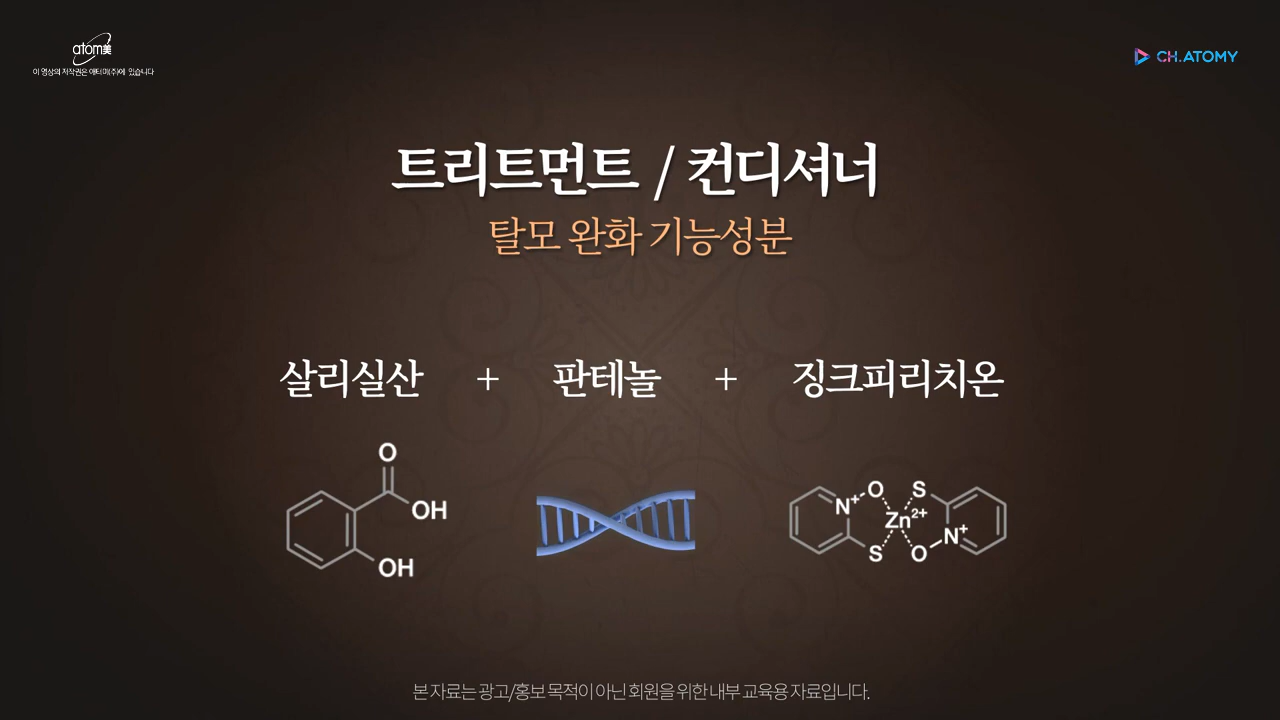 atom美
이 영상의 저작권은 애터미(주)에 있습니다
CH.ATOMY
트리트먼트 / 컨디셔너
탈모 완화 기능성분
살리실산 + 판테놀 + 징크피리치온
O
OH
OH
N+ O S
Zn2+
S O N+
본 자료는 광고/홍보 목적이 아닌 회원을 위한 내부 교육용 자료입니다.